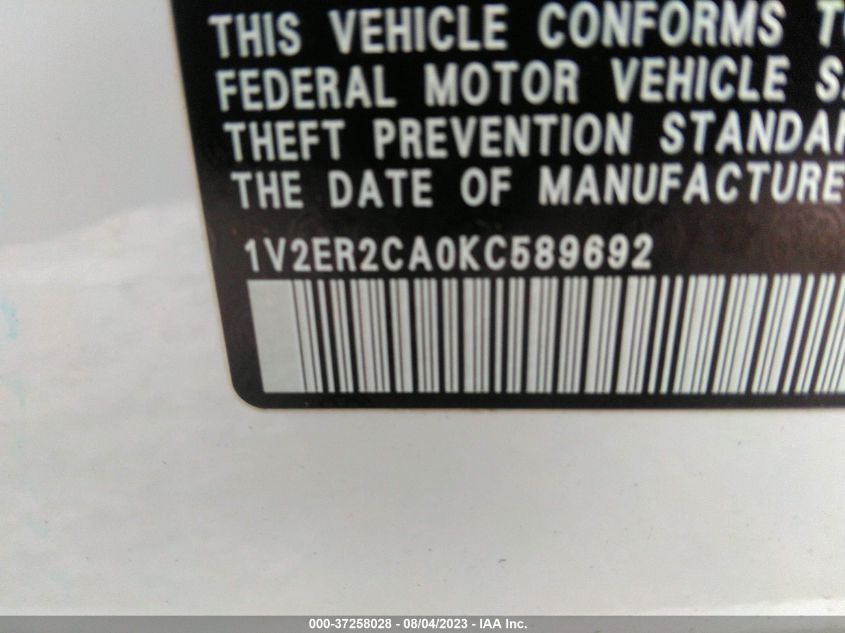 THIS VEHICLE CONFORMS TO
FEDERAL MOTOR VEHICLE
THEFT PREVENTION
THE DATE OF MANUFACTURE
1V2ER2CA0KC589692
000-37258028 - 08/04/2023 - IAA Inc.